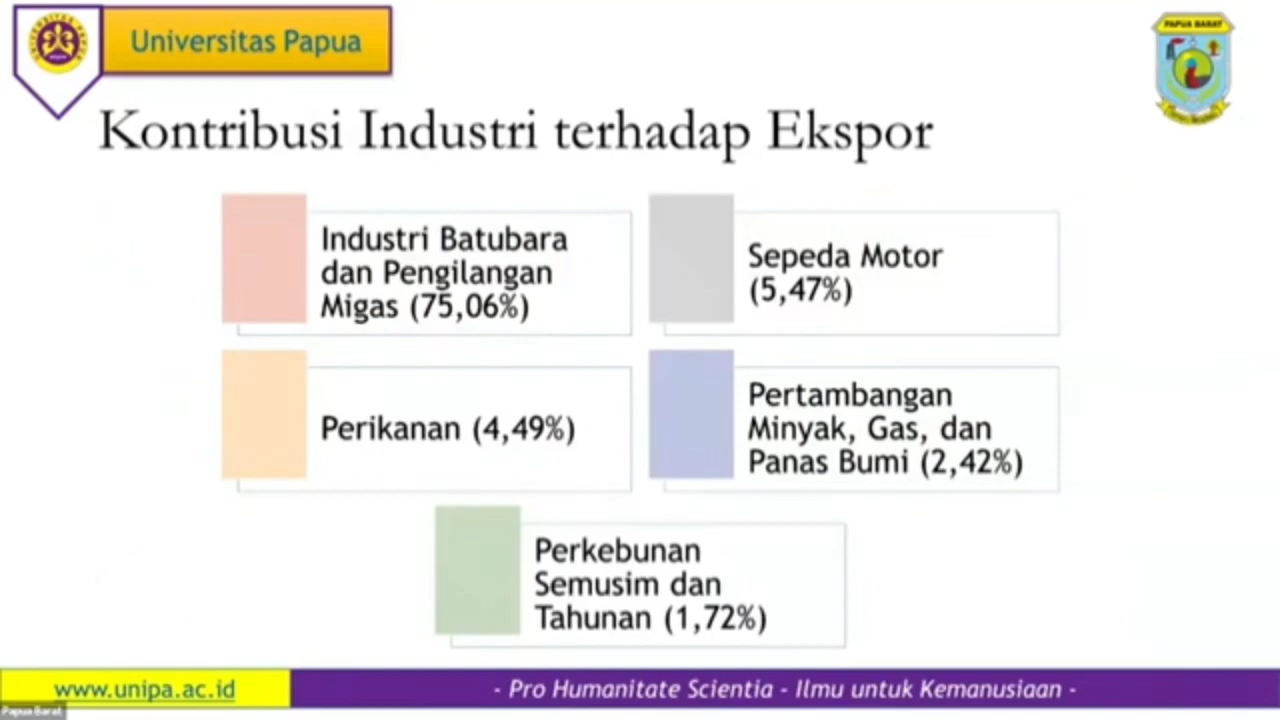 Universitas Papua
PAPUA BARAT
Kontribusi Industri terhadap Ekspor
Industri Batubara
dan Pengilangan
Migas (75,06%)
Sepeda Motor
(5,47%)
Perikanan (4,49%)
Pertambangan
Minyak, Gas, dan
Panas Bumi (2,42%)
Perkebunan
Semusim dan
Tahunan (1,72%)
www.unipa.ac.id
- Pro Humanitate Scientia - Ilmu untuk Kemanusiaan -
Papua Barat